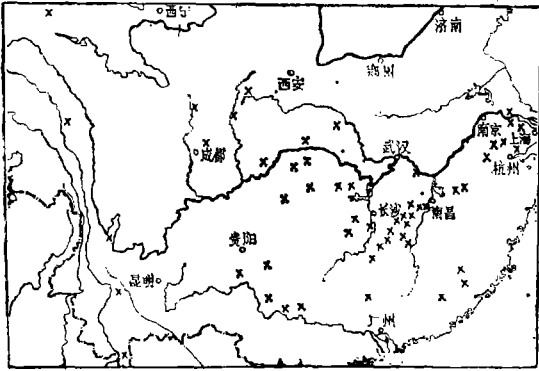 西宁
济南
郑州
西安
南京
上海
武汉
成都
杭州
长沙
南昌
贵阳
昆明
广州